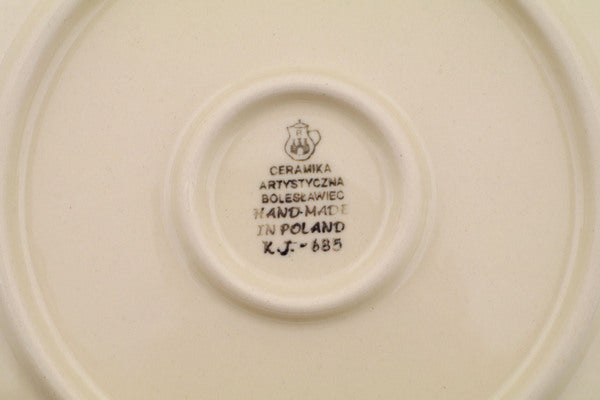 CERAMIKA
ARTYSTYCZNA
BOLESŁAWIEC
HAND-MADE
IN POLAND
K.J.-685